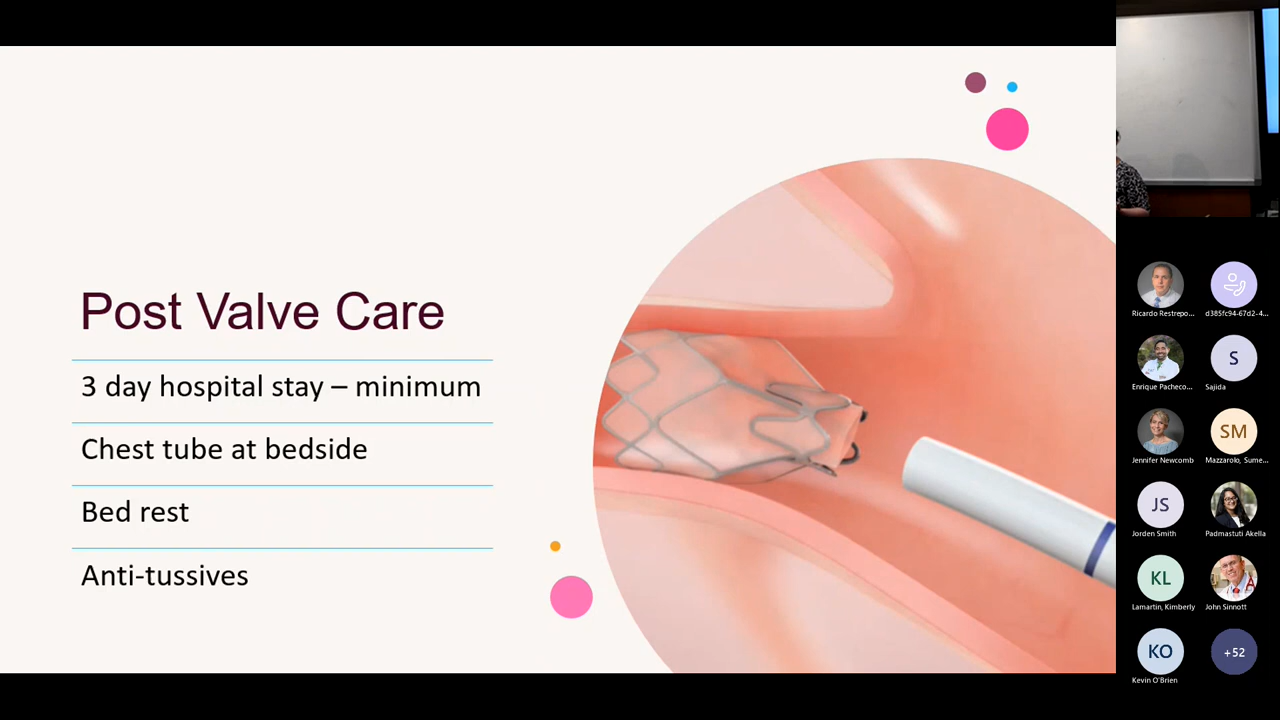 Post Valve Care
3 day hospital stay – minimum
Chest tube at bedside
Bed rest
Anti-tussives
Ricardo Restrepo...
d385fc94-67d2-4...
Enrique Pacheco...
S
Sajida
Jennifer Newcomb
SM
Mazzarolo, Sume...
JS
Jorden Smith
Padmastuti Akella
KL
Lamartin, Kimberly
A
John Sinnott
KO
Kevin O'Brien
+52